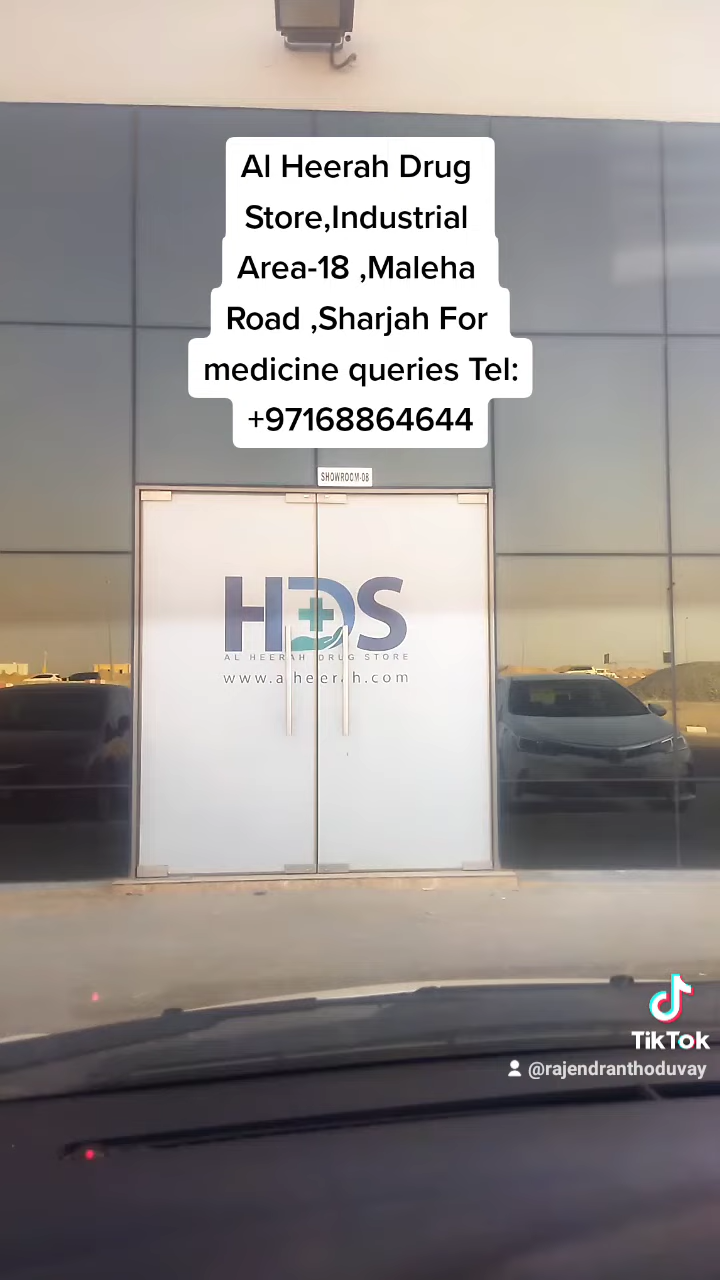 Al Heerah Drug
Store,Industrial
Area-18 ,Maleha
Road ,Sharjah For
medicine queries Tel:
+97168864644
SHOWROOM-08
HDS
AL HEERAH DRUG STORE
www.alheerah.com
TikTok
@rajendranthoduvay